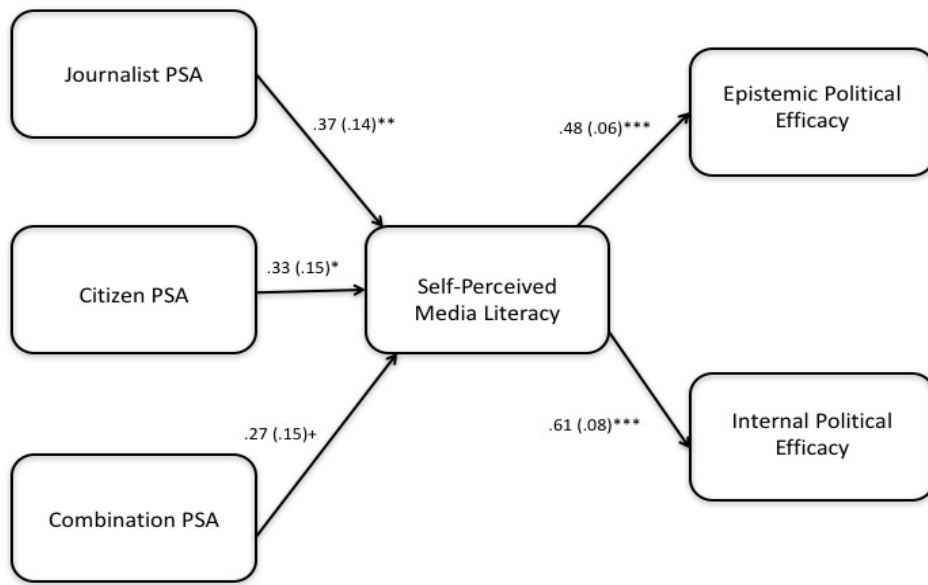 Journalist PSA
.37 (.14)**
Citizen PSA
.33 (.15)*
Combination PSA
.27 (.15)+
Self-Perceived
Media Literacy
.48 (.06)***
Epistemic Political
Efficacy
.61 (.08)***
Internal Political
Efficacy